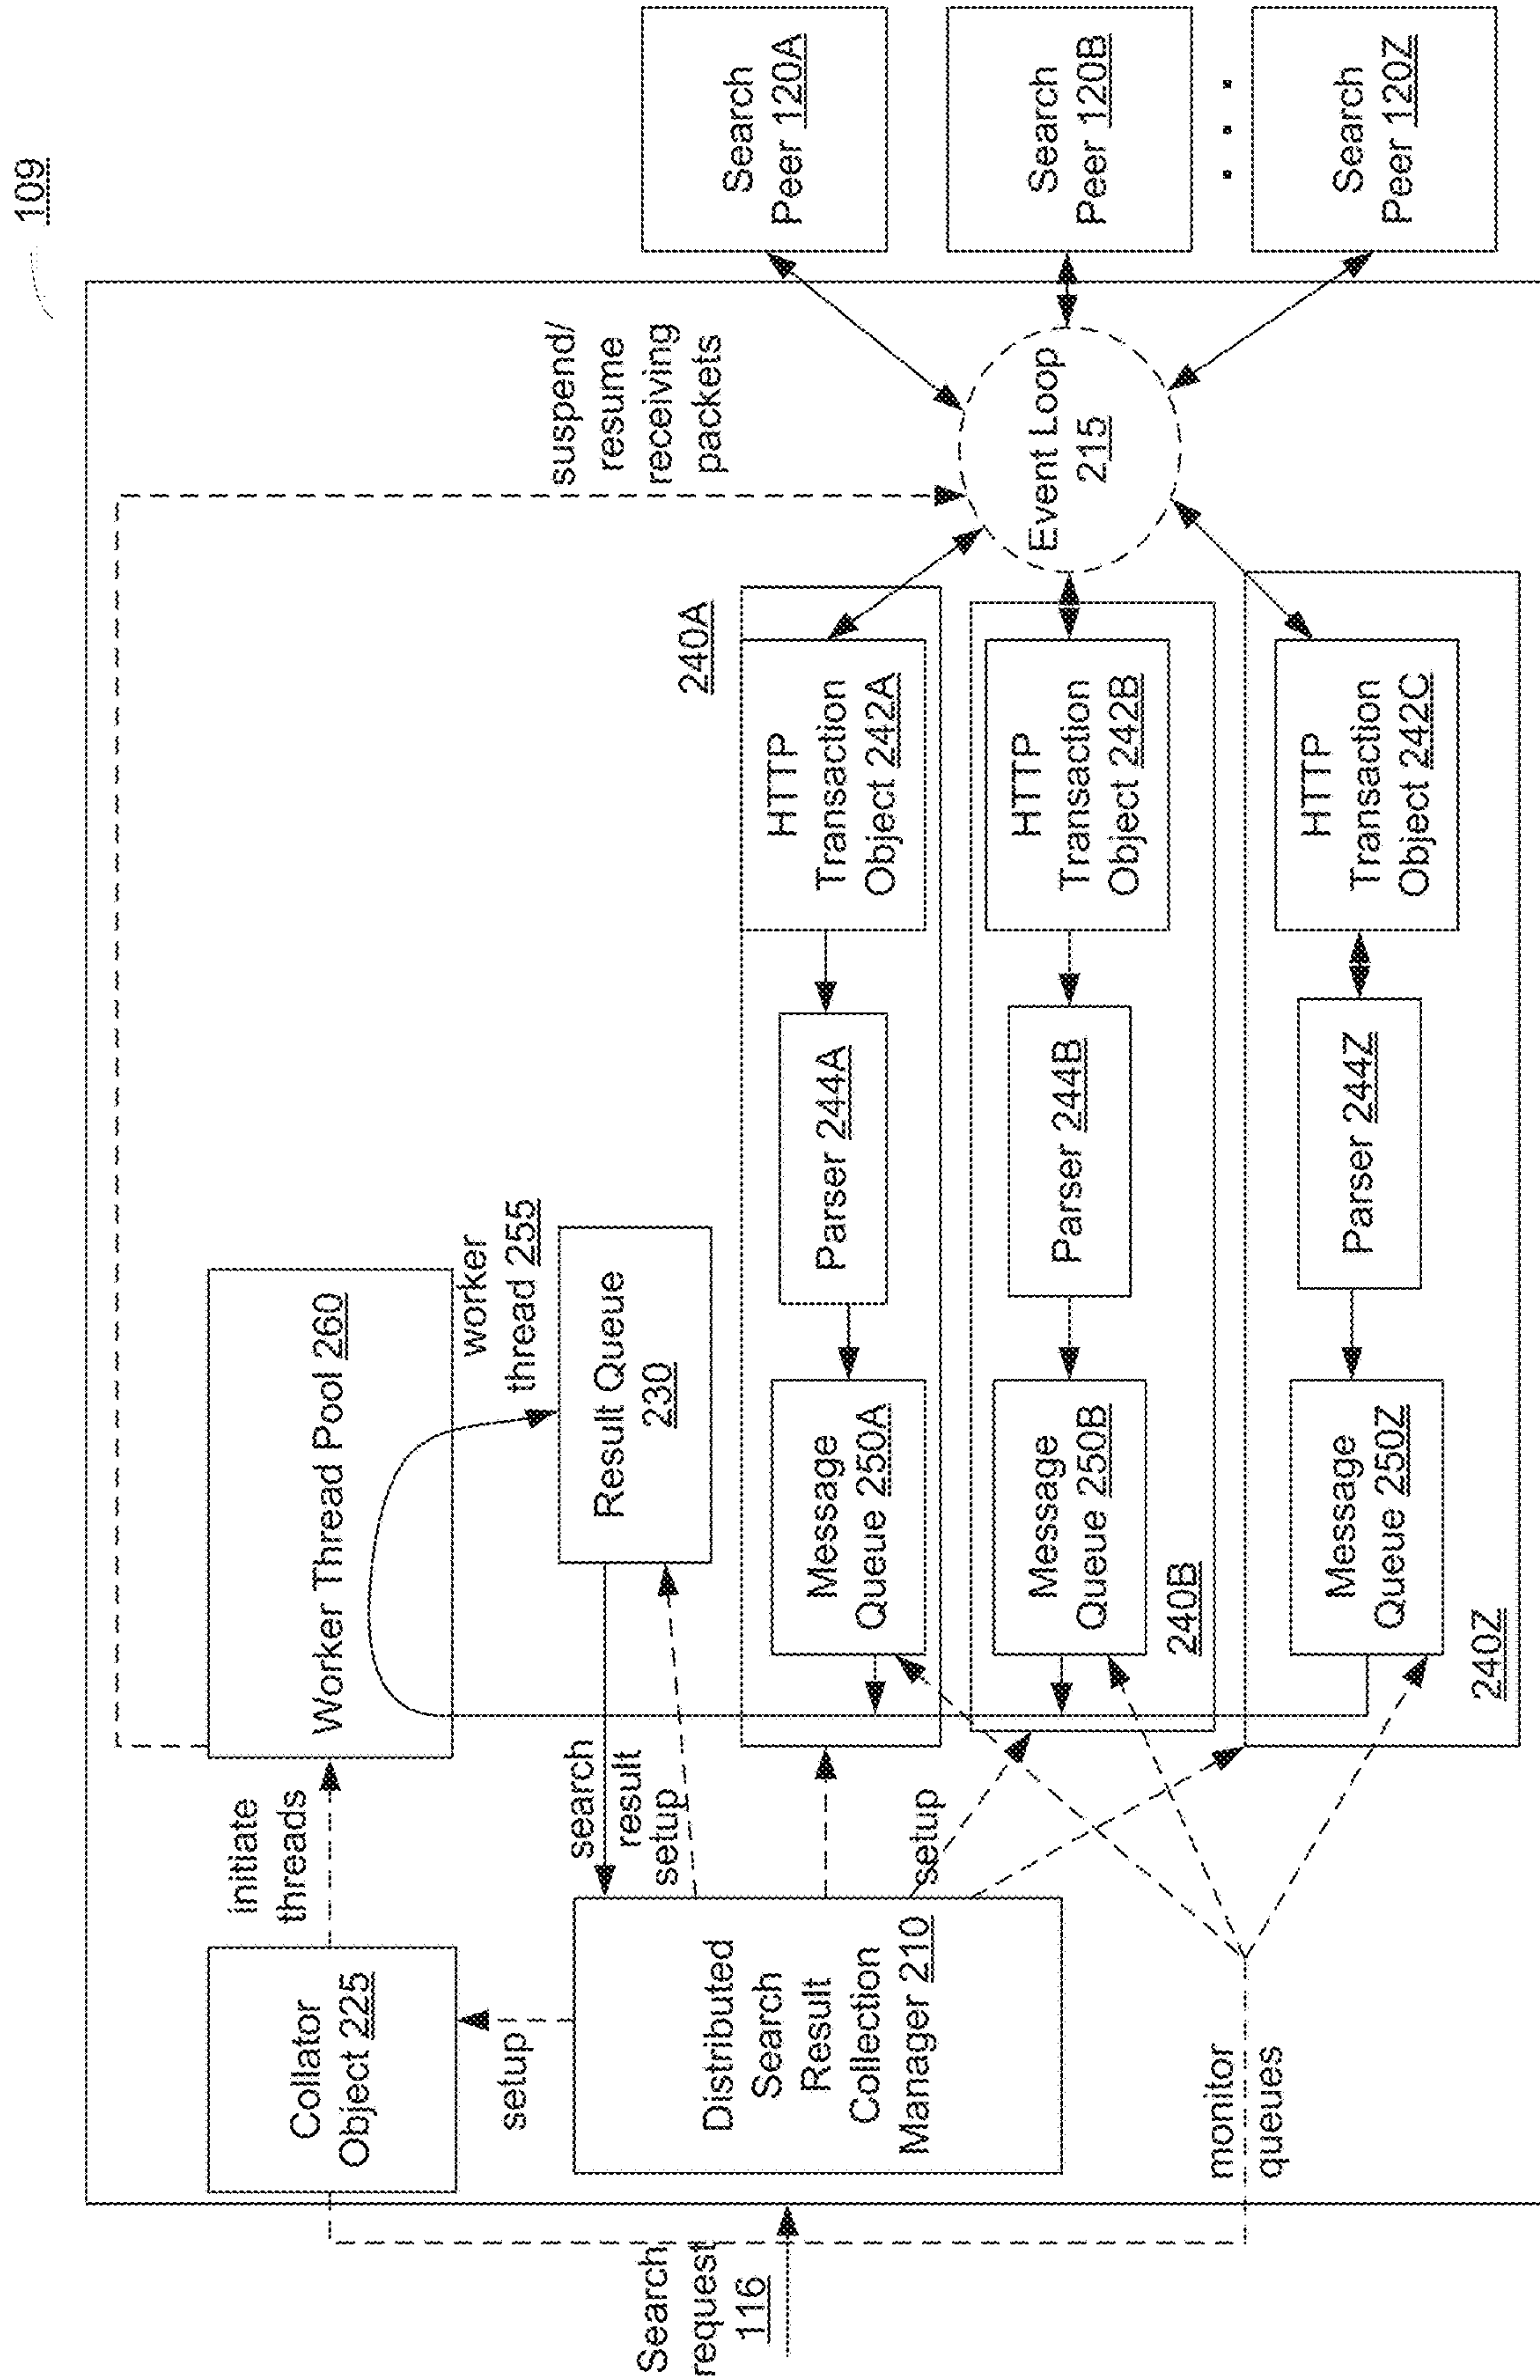 109
Search
request
116
Collator
Object 225
initiate
threads
Worker Thread Pool 260
suspend/
resume
receiving
packets
setup
worker
thread 255
Distributed
Search
Result
Collection
Manager 210
search
result
setup
Result Queue
230
setup
monitor
queues
240A
Message
Queue 250A
Parser 244A
HTTP
Transaction
Object 242A
Message
Queue 250B
Parser 244B
HTTP
Transaction
Object 242B
240B
Message
Queue 250Z
Parser 244Z
HTTP
Transaction
Object 242C
240Z
Event Loop
215
Search
Peer 120A
Search
Peer 120B
Search
Peer 120Z